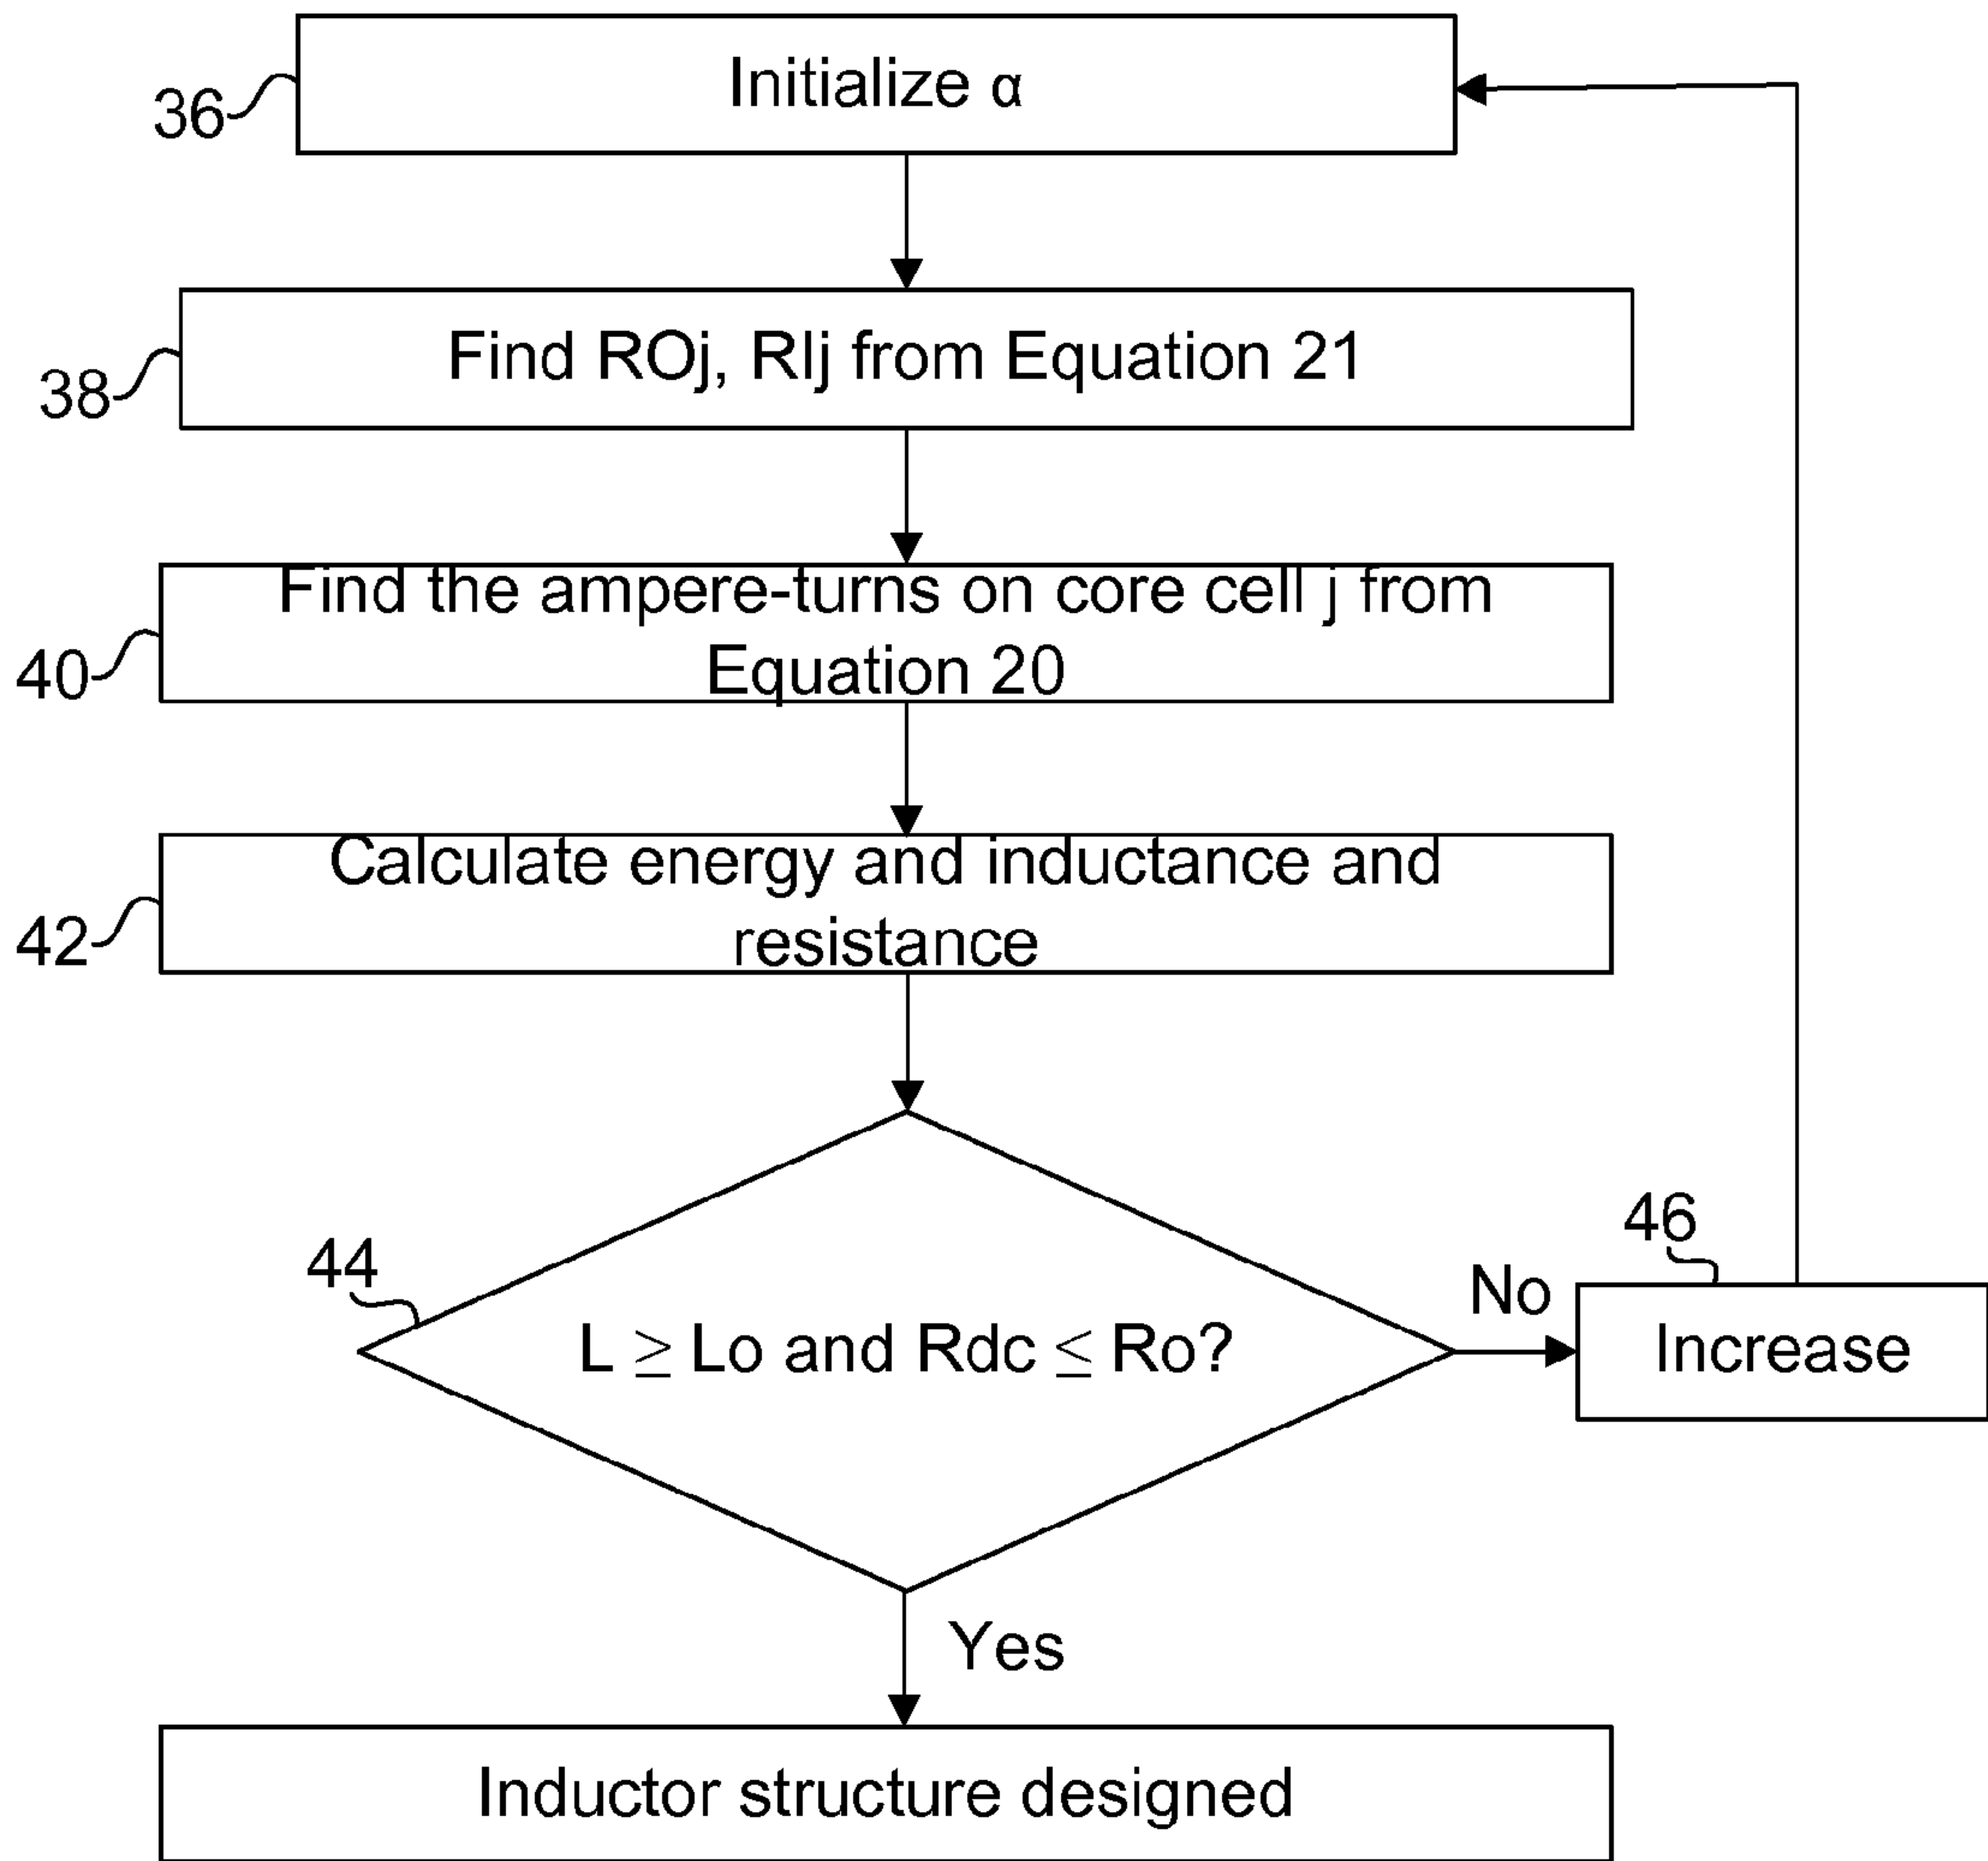 Initialize α
36
Find ROj, RIj from Equation 21
38
Find the ampere-turns on core cell j from
Equation 20
40
Calculate energy and inductance and
resistance
42
44
L ≥ Lo and Rdc ≤ Ro?
No
46
Increase
Yes
Inductor structure designed